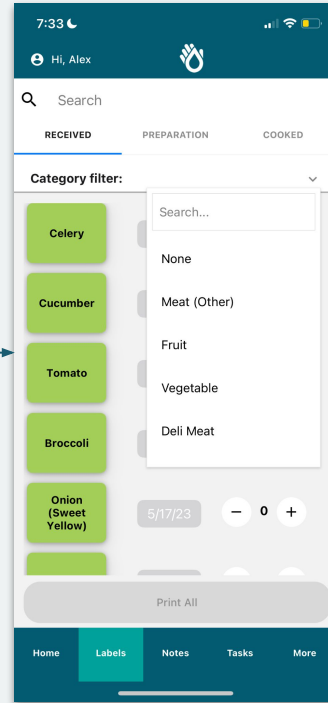 7:33
Hi, Alex
Search
RECEIVED
PREPARATION
COOKED
Category filter:
Search...
None
Meat (Other)
Fruit
Vegetable
Deli Meat
Celery
Cucumber
Tomato
Broccoli
Onion
(Sweet
Yellow)
5/17/23
− 0 +
Print All
Home
Labels
Notes
Tasks
More